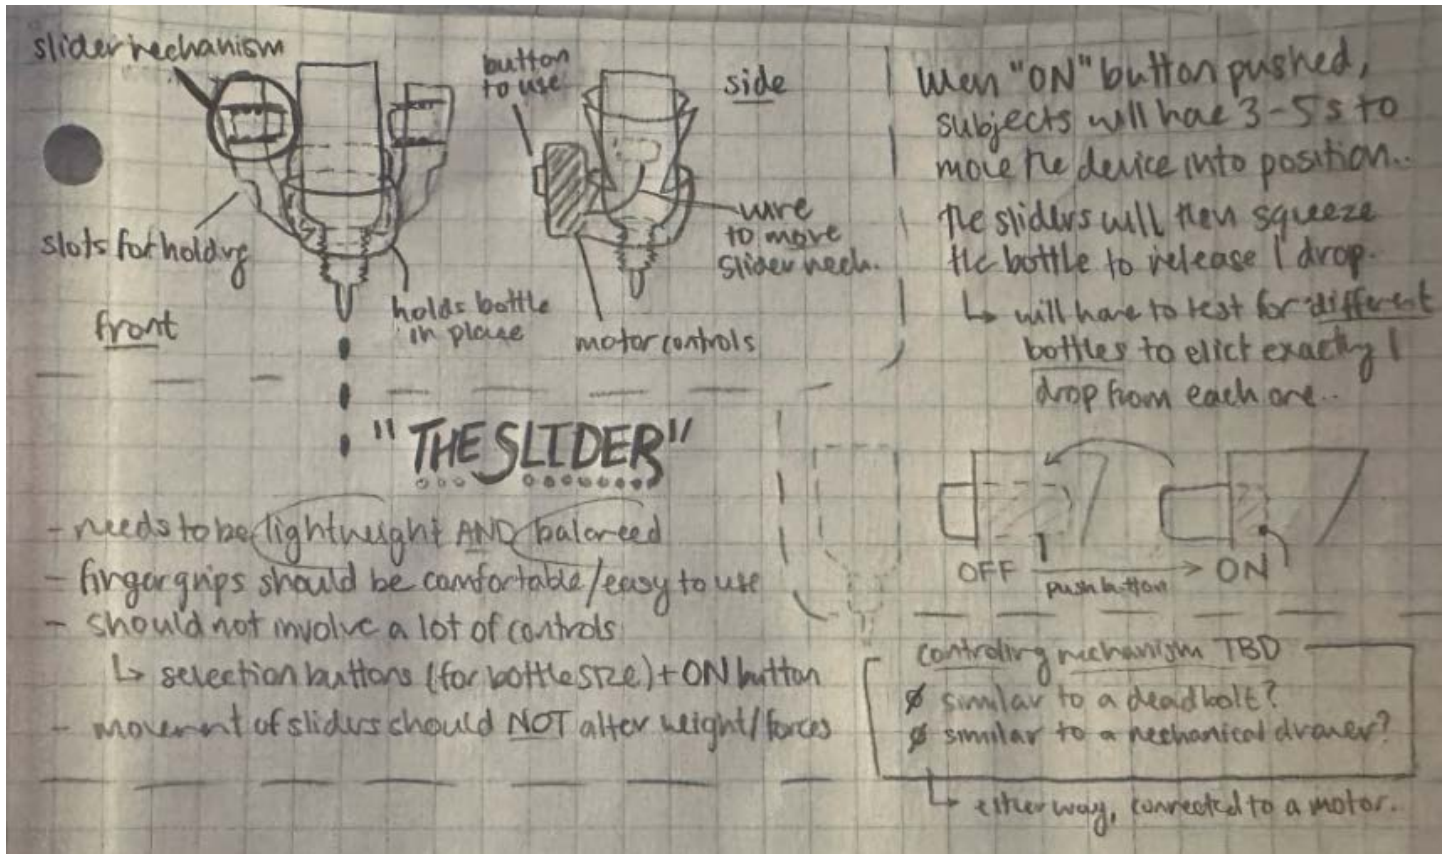 slider mechanism
slots for holding
front
holds bottle
in place
button
to use
side
wire
to move
slider mech.
motor controls
When "ON" button pushed,
subjects will have 3-5s to
move the device into position..
The sliders will then squeeze
the bottle to release 1 drop.
↳ will have to test for different
bottles to elict exactly 1
drop from each one..
"THE SLIDER"
- needs to be lightweight AND balanced
- finger grips should be comfortable/easy to use
- should not involve a lot of controls
↳ selection buttons (for bottle size) + ON button
- movement of sliders should NOT alter weight/forces
OFF
push button
ON
controling mechanism TBD
ø similar to a deadbolt?
ø similar to a mechanical drawer?
↳ either way, connected to a motor.